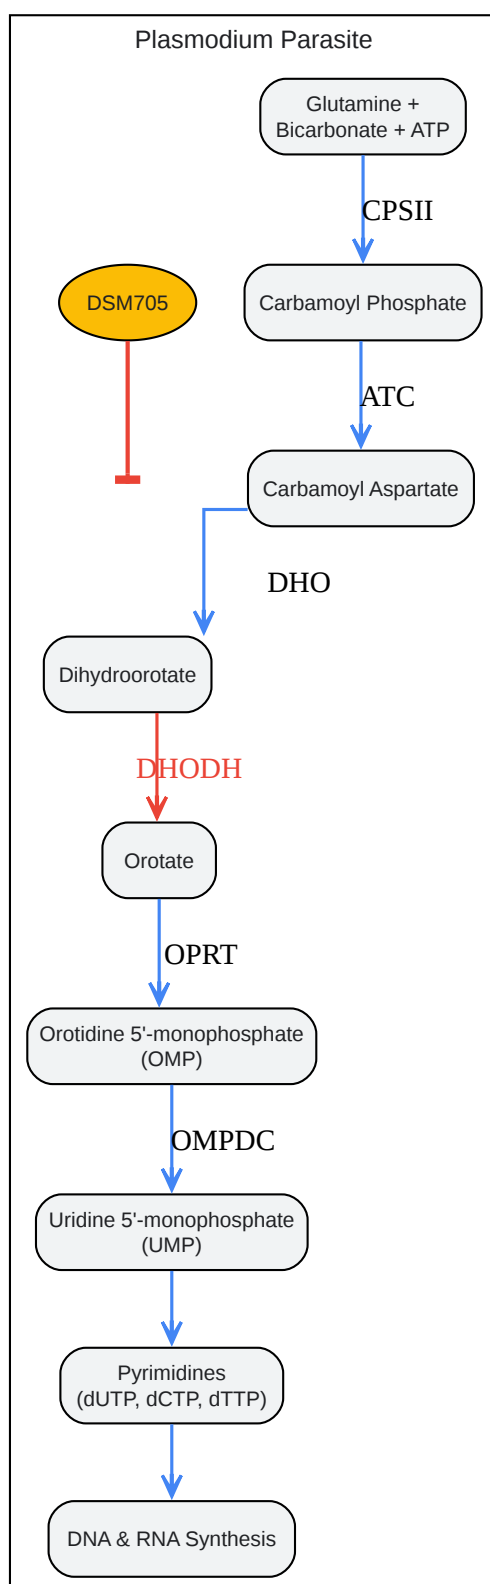 Plasmodium Parasite
Glutamine +
Bicarbonate + ATP
CPSII
DSM705
Carbamoyl Phosphate
ATC
Carbamoyl Aspartate
DHO
Dihydroorotate
DHODH
Orotate
OPRT
Orotidine 5'-monophosphate
(OMP)
OMPDC
Uridine 5'-monophosphate
(UMP)
Pyrimidines
(dUTP, dCTP, dTTP)
DNA & RNA Synthesis